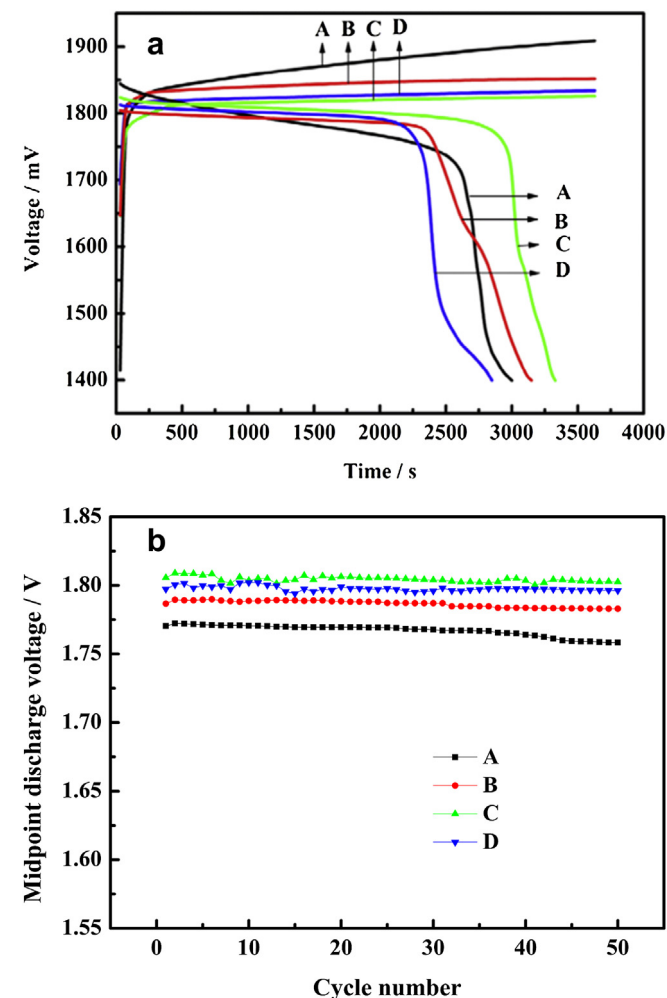 a
A B C D
1900
1800
1700
1600
1500
1400
Voltage / mV
A
B
C
D
0 500 1000 1500 2000 2500 3000 3500 4000
Time / s
b
1.85
1.80
1.75
1.70
1.65
1.60
1.55
Midpoint discharge voltage / V
A
B
C
D
0 10 20 30 40 50
Cycle number